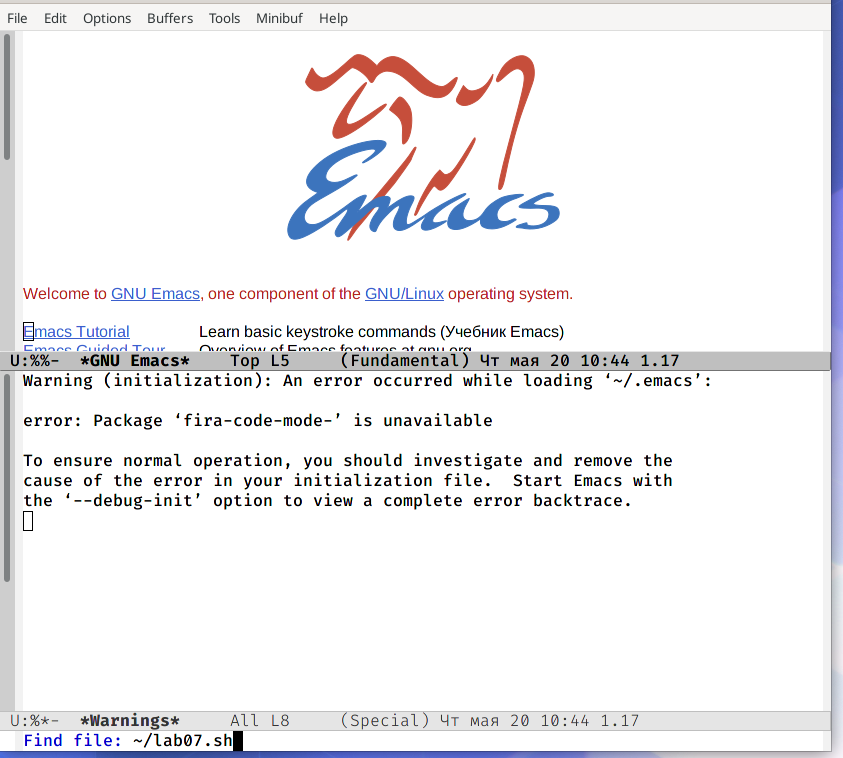 File Edit Options Buffers Tools Minibuf Help
Emacs
Welcome to GNU Emacs, one component of the GNU/Linux operating system.
Emacs Tutorial Learn basic keystroke commands (Учебник Emacs)
Emacs Guided Tour Overview of Emacs features at gnu.org
U:%%- *GNU Emacs* Top L5 (Fundamental) Чт мая 20 10:44 1.17
Warning (initialization): An error occurred while loading ‘~/.emacs’:
error: Package ‘fira-code-mode-’ is unavailable
To ensure normal operation, you should investigate and remove the
cause of the error in your initialization file. Start Emacs with
the ‘--debug-init’ option to view a complete error backtrace.
U:%*- *Warnings* All L8 (Special) Чт мая 20 10:44 1.17
Find file: ~/lab07.sh